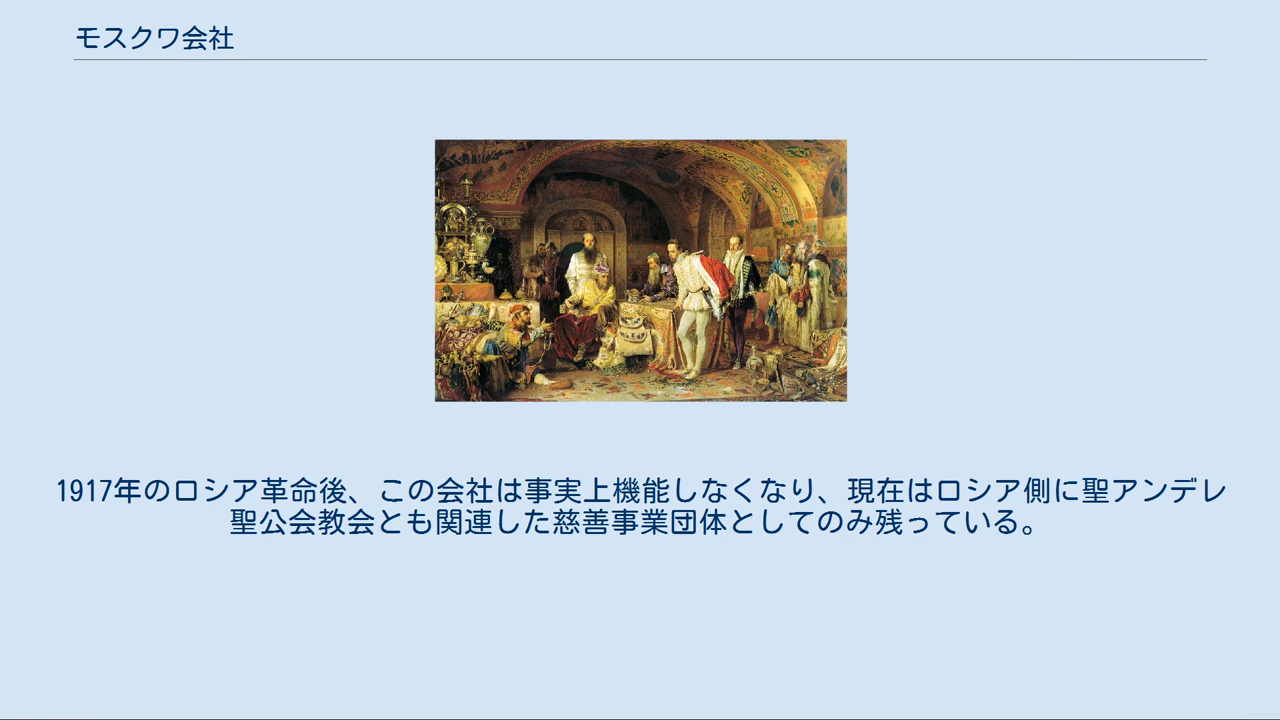 モスクワ会社
1917年のロシア革命後、この会社は事実上機能しなくなり、現在はロシア側に聖アンデレ
聖公会教会とも関連した慈善事業団体としてのみ残っている。